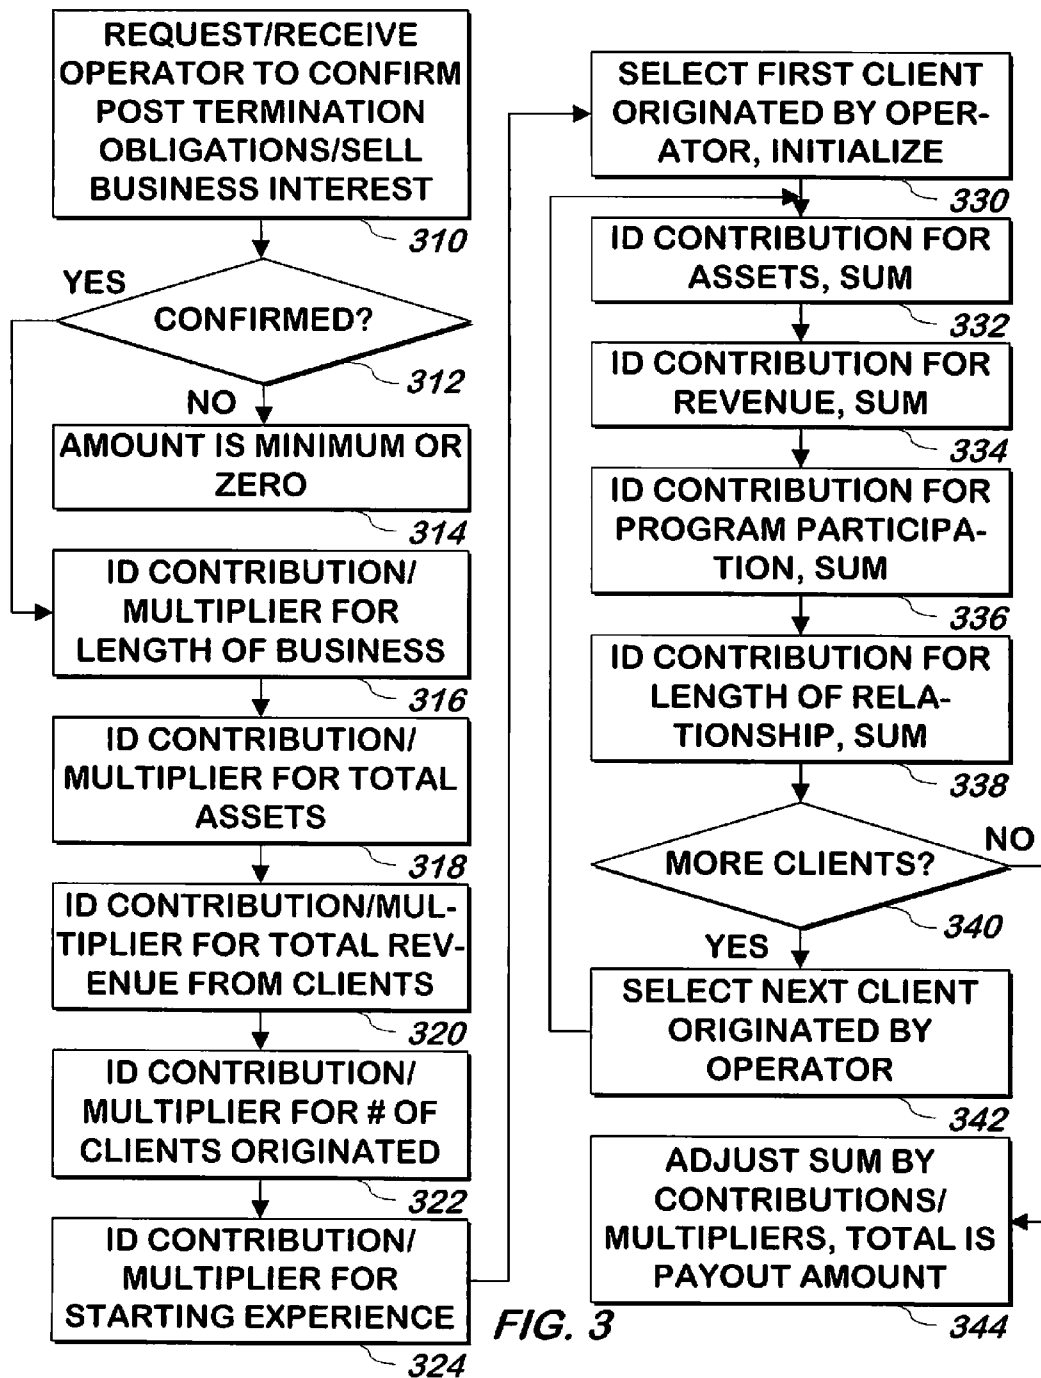 REQUEST/RECEIVE
OPERATOR TO CONFIRM
POST TERMINATION
OBLIGATIONS/SELL
BUSINESS INTEREST
310
YES
CONFIRMED?
312
NO
AMOUNT IS MINIMUM OR
ZERO
314
ID CONTRIBUTION/
MULTIPLIER FOR
LENGTH OF BUSINESS
316
ID CONTRIBUTION/
MULTIPLIER FOR TOTAL
ASSETS
318
ID CONTRIBUTION/MUL-
TIPLIER FOR TOTAL REV-
ENUE FROM CLIENTS
320
ID CONTRIBUTION/
MULTIPLIER FOR # OF
CLIENTS ORIGINATED
322
ID CONTRIBUTION/
MULTIPLIER FOR
STARTING EXPERIENCE
324
SELECT FIRST CLIENT
ORIGINATED BY OPER-
ATOR, INITIALIZE
330
ID CONTRIBUTION FOR
ASSETS, SUM
332
ID CONTRIBUTION FOR
REVENUE, SUM
334
ID CONTRIBUTION FOR
PROGRAM PARTICIPA-
TION, SUM
336
ID CONTRIBUTION FOR
LENGTH OF RELA-
TIONSHIP, SUM
338
NO
MORE CLIENTS?
340
YES
SELECT NEXT CLIENT
ORIGINATED BY
OPERATOR
342
ADJUST SUM BY
CONTRIBUTIONS/
MULTIPLIERS, TOTAL IS
PAYOUT AMOUNT
344
FIG. 3